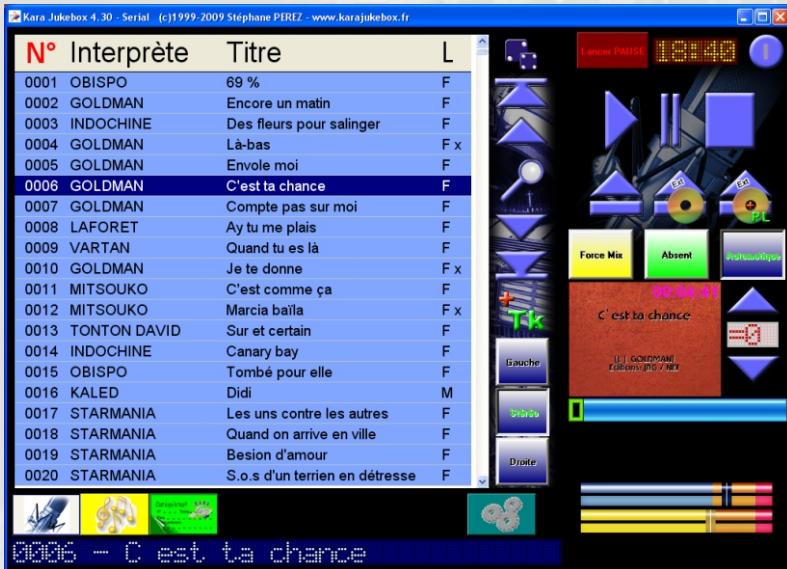 Kara Jukebox 4.30 - Serial (c)1999-2009 Stéphane PEREZ - www.karajukebox.fr
N° Interprète Titre L
0001 OBISPO 69 % F
0002 GOLDMAN Encore un matin F
0003 INDOCHINE Des fleurs pour salinger F
0004 GOLDMAN Là-bas F x
0005 GOLDMAN Envole moi F
0006 GOLDMAN C'est ta chance F
0007 GOLDMAN Compte pas sur moi F
0008 LAFORET Ay tu me plais F
0009 VARTAN Quand tu es là F
0010 GOLDMAN Je te donne F x
0011 MITSOUKO C'est comme ça F
0012 MITSOUKO Marcia baïla F x
0013 TONTON DAVID Sur et certain F
0014 INDOCHINE Canary bay F
0015 OBISPO Tombé pour elle F
0016 KALED Didi M
0017 STARMANIA Les uns contre les autres F
0018 STARMANIA Quand on arrive en ville F
0019 STARMANIA Besion d'amour F
0020 STARMANIA S.o.s d'un terrien en détresse F
+ Tk
Gauche
Stéréo
Droite
Lancer PAUSE 18:40
Ext Ext
PL
Force Mix Absent Automatique
00:04:41
C'est ta chance
=0
GOLDMAN
Editions: JRG / NEF
0006 - C est ta chance